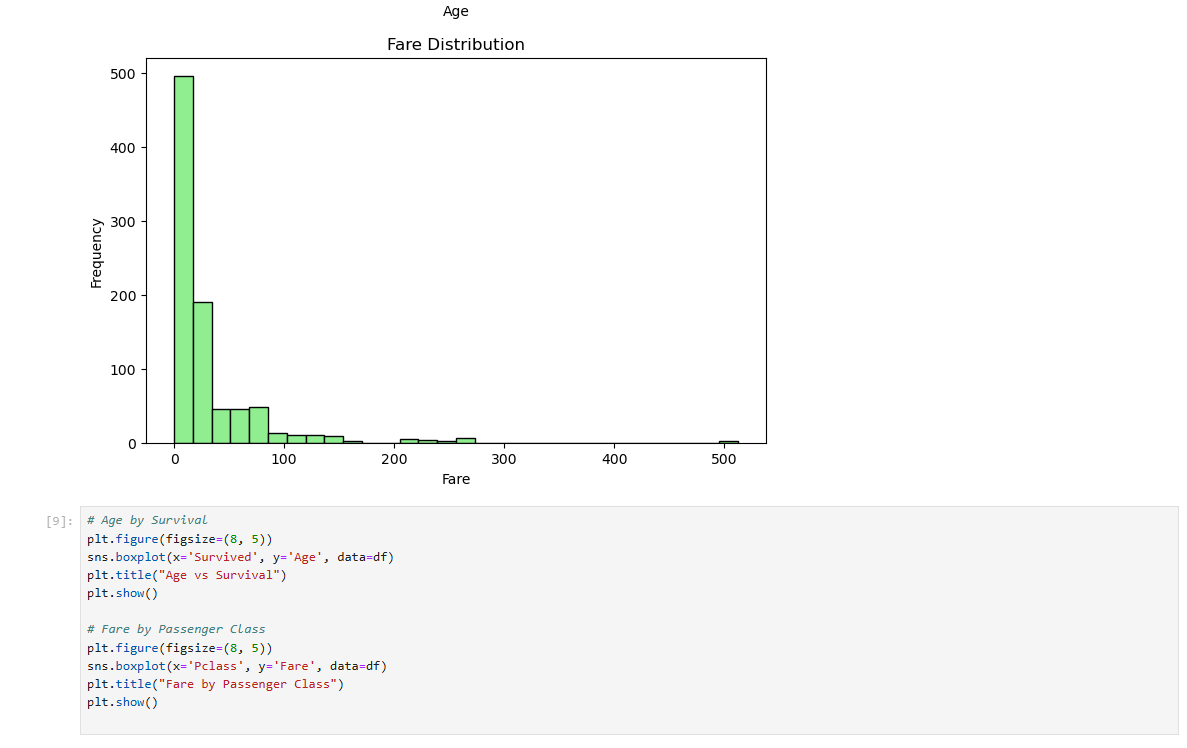 Age
Fare Distribution
500
400
300
200
100
0
Frequency
0 100 200 300 400 500
Fare
[9]:
# Age by Survival
plt.figure(figsize=(8, 5))
sns.boxplot(x='Survived', y='Age', data=df)
plt.title("Age vs Survival")
plt.show()
# Fare by Passenger Class
plt.figure(figsize=(8, 5))
sns.boxplot(x='Pclass', y='Fare', data=df)
plt.title("Fare by Passenger Class")
plt.show()